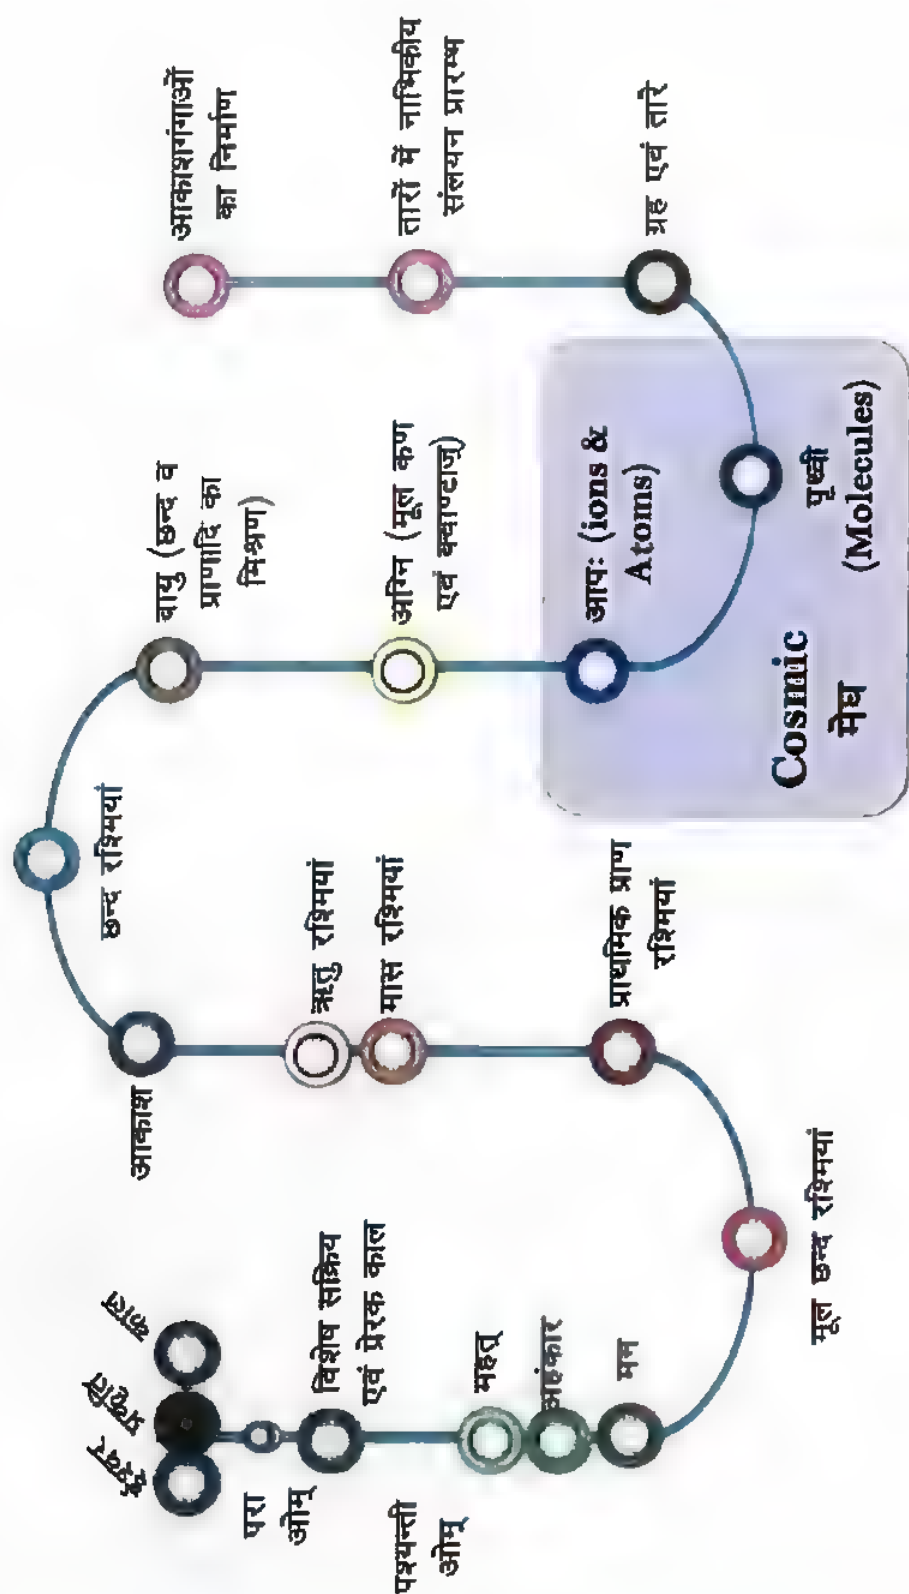 ईश्वर
प्रकृति
काल
परा
ओम्
विशेष सक्रिय
एवं प्रेरक काल
पश्यन्ती
ओम्
महत्
अहंकार
मन
मूल छन्द रश्मियां
प्राथमिक प्राण
रश्मियां
मास रश्मियां
ऋतु रश्मियां
आकाश
छन्द रश्मियां
वायु (छन्द व
प्राणादि का
मिश्रण)
अग्नि (मूल कण
एवं क्वाण्टाज्)
आपः (ions &
Atoms)
Cosmic
मेघ
पृथ्वी
(Molecules)
ग्रह एवं तारे
तारों में नाभिकीय
संलयन प्रारम्भ
आकाशगंगाओं
का निर्माण